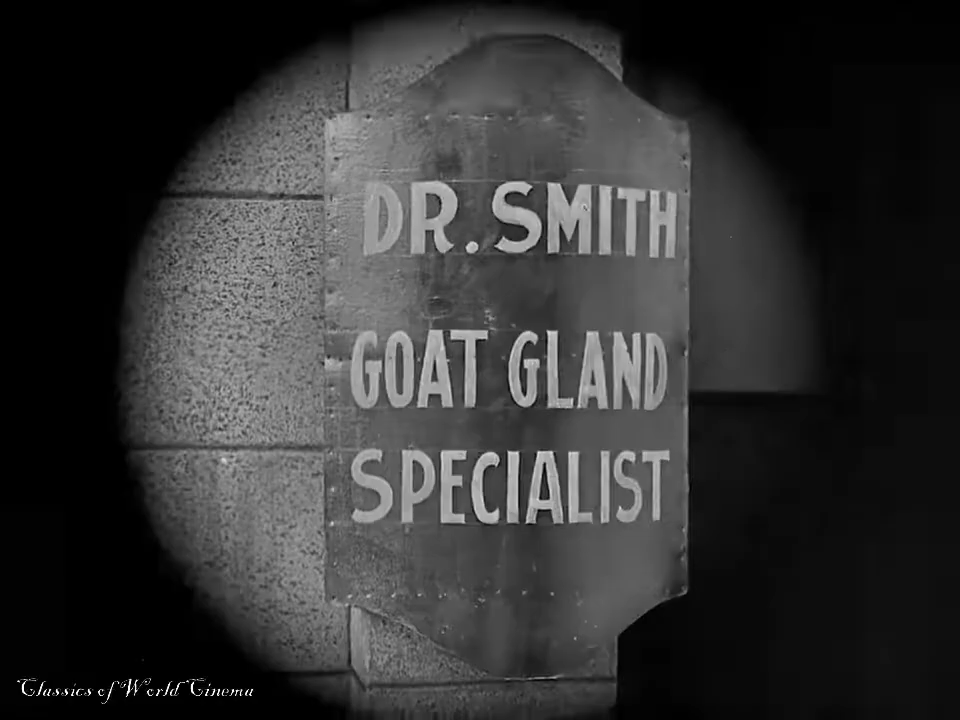 DR. SMITH
GOAT GLAND
SPECIALIST
Classics of World Cinema